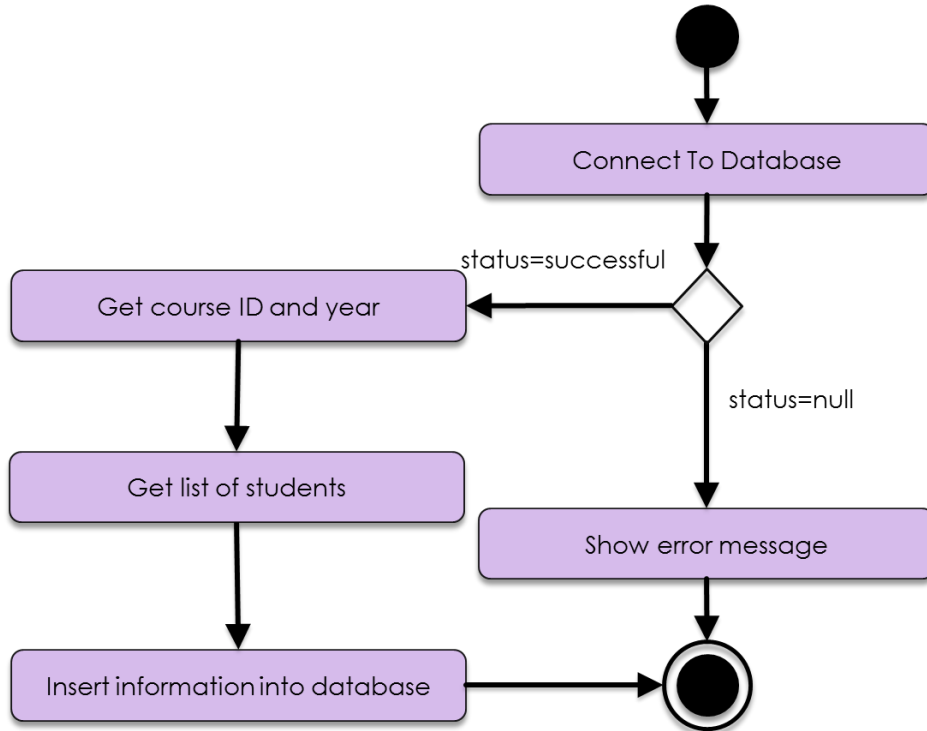 Connect To Database
status=successful
Get course ID and year
status=null
Get list of students
Show error message
Insert information into database